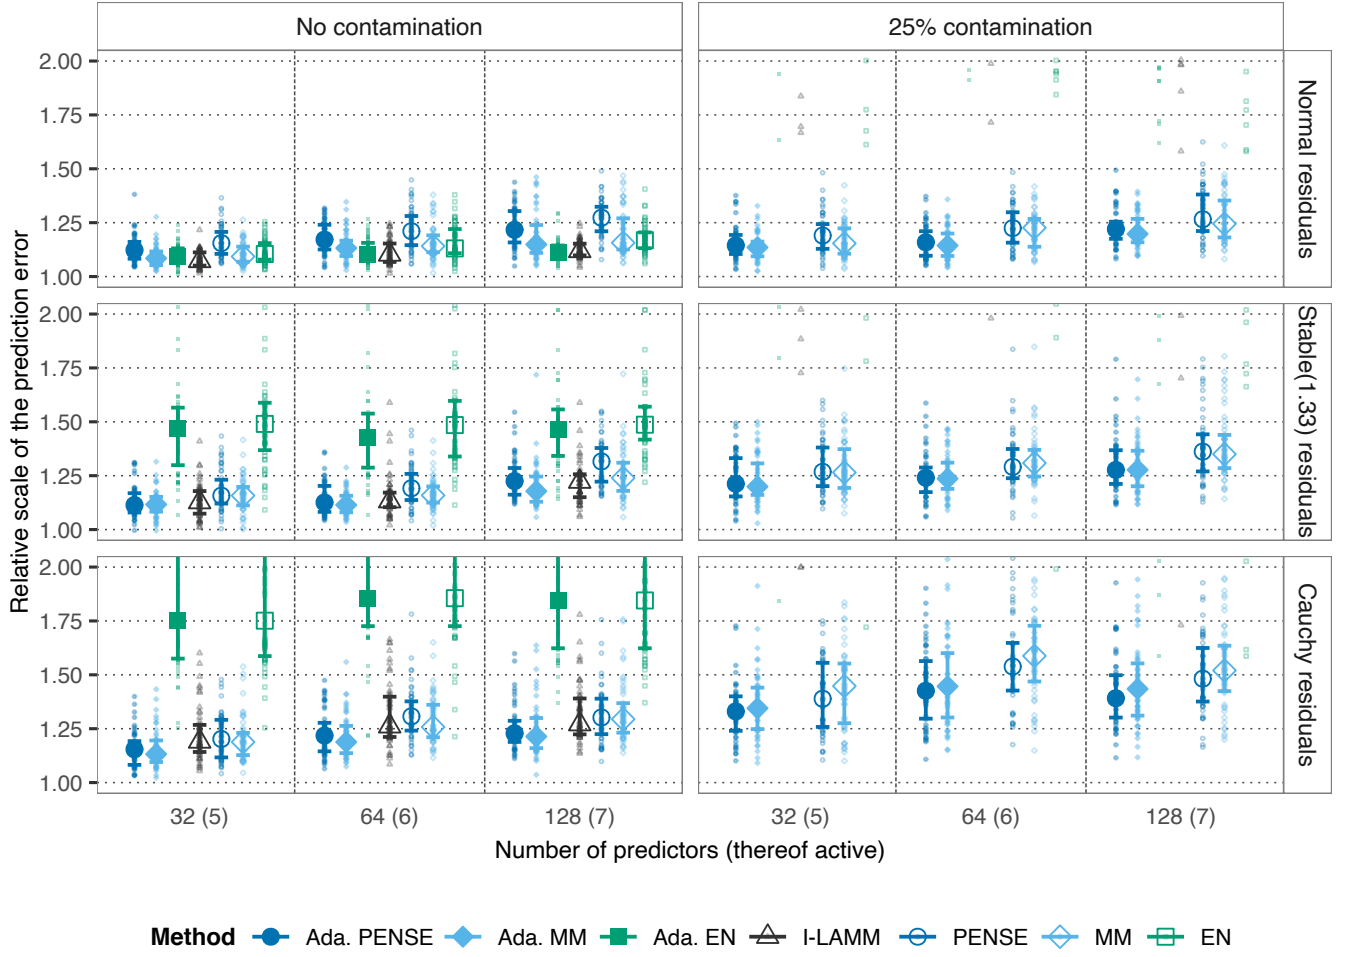 No contamination
25% contamination
Relative scale of the prediction error
2.00
1.75
1.50
1.25
1.00
Normal residuals
2.00
1.75
1.50
1.25
1.00
Stable(1.33) residuals
2.00
1.75
1.50
1.25
1.00
Cauchy residuals
32 (5) 64 (6) 128 (7) 32 (5) 64 (6) 128 (7)
Number of predictors (thereof active)
Method Ada. PENSE Ada. MM Ada. EN I-LAMM PENSE MM EN